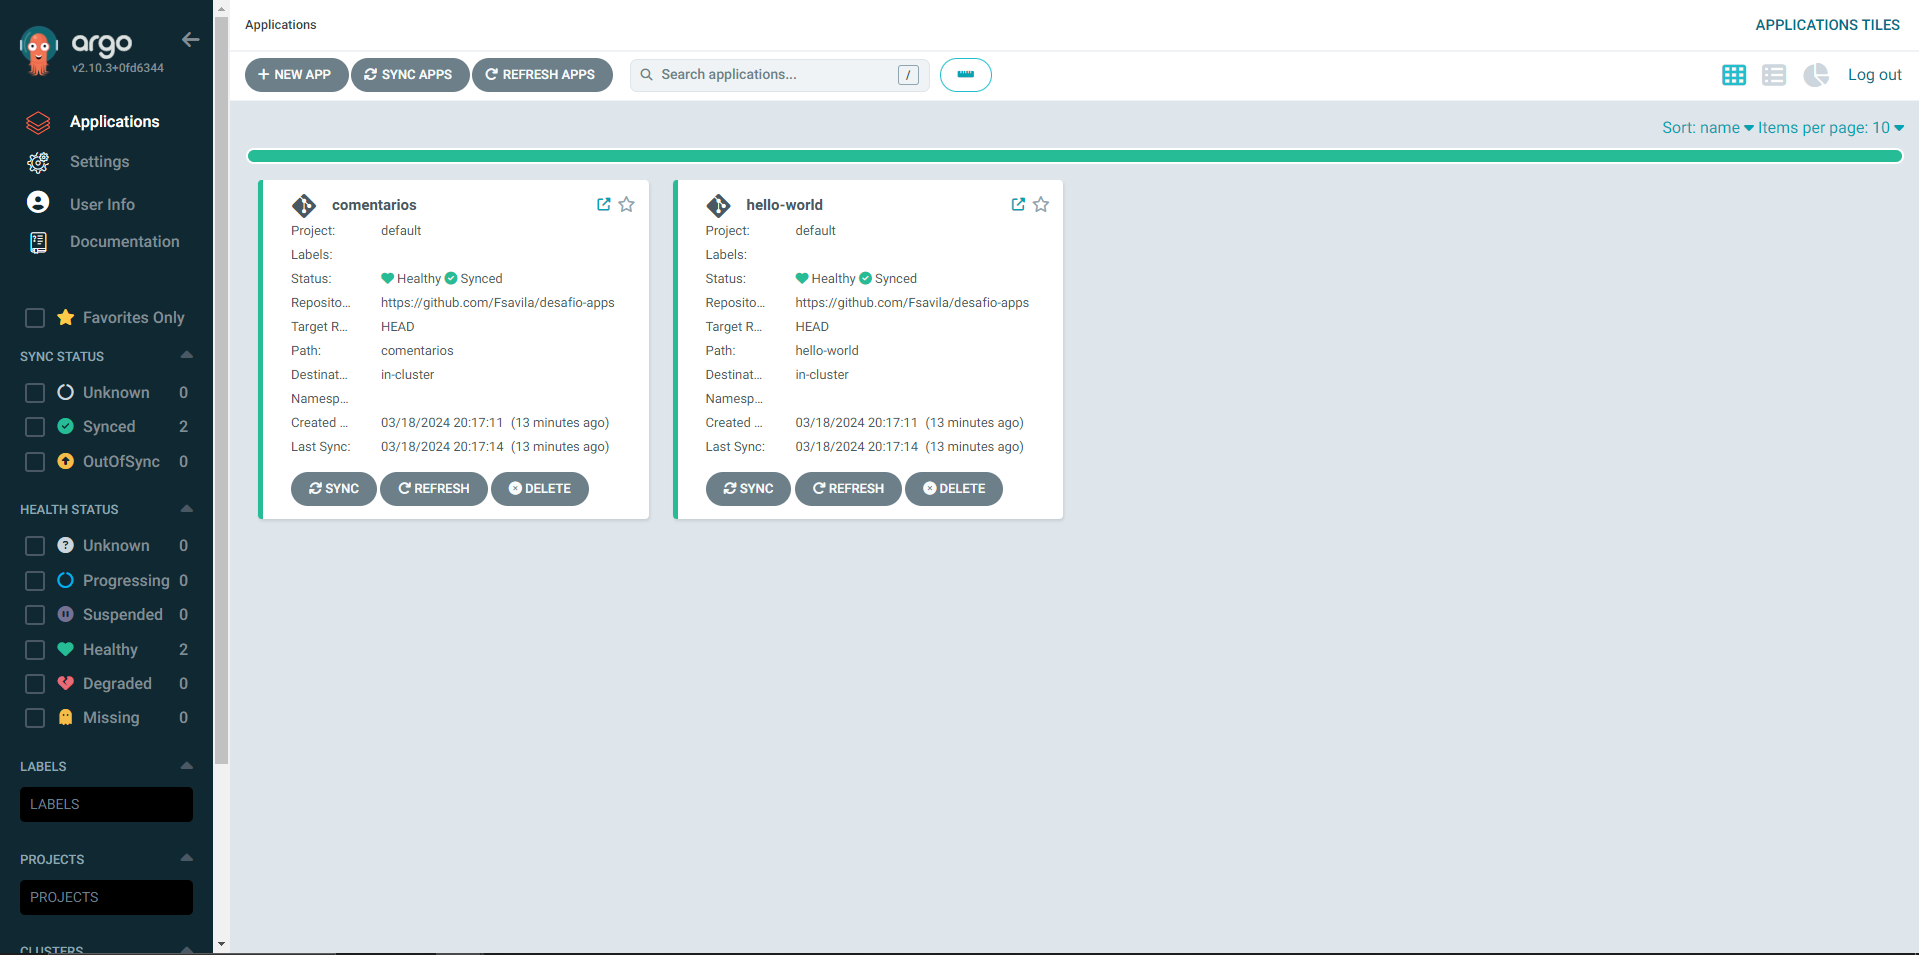 argo
v2.10.3+0fd6344
Applications
Settings
User Info
Documentation
Favorites Only
SYNC STATUS
Unknown 0
Synced 2
OutOfSync 0
HEALTH STATUS
Unknown 0
Progressing 0
Suspended 0
Healthy 2
Degraded 0
Missing 0
LABELS
LABELS
PROJECTS
PROJECTS
CLUSTERS
Applications
APPLICATIONS TILES
+ NEW APP SYNC APPS REFRESH APPS Search applications... / Log out
Sort: name Items per page: 10
comentarios
Project: default
Labels:
Status: Healthy Synced
Reposito... https://github.com/Fsavila/desafio-apps
Target R... HEAD
Path: comentarios
Destinat... in-cluster
Namesp...
Created ... 03/18/2024 20:17:11 (13 minutes ago)
Last Sync: 03/18/2024 20:17:14 (13 minutes ago)
SYNC REFRESH DELETE
hello-world
Project: default
Labels:
Status: Healthy Synced
Reposito... https://github.com/Fsavila/desafio-apps
Target R... HEAD
Path: hello-world
Destinat... in-cluster
Namesp...
Created ... 03/18/2024 20:17:11 (13 minutes ago)
Last Sync: 03/18/2024 20:17:14 (13 minutes ago)
SYNC REFRESH DELETE